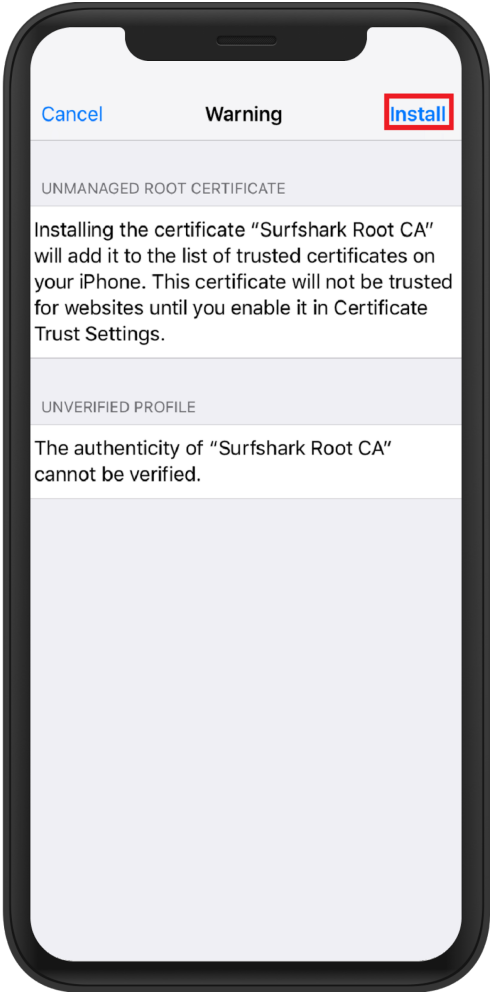 Cancel Warning Install
UNMANAGED ROOT CERTIFICATE
Installing the certificate “Surfshark Root CA”
will add it to the list of trusted certificates on
your iPhone. This certificate will not be trusted
for websites until you enable it in Certificate
Trust Settings.
UNVERIFIED PROFILE
The authenticity of “Surfshark Root CA”
cannot be verified.